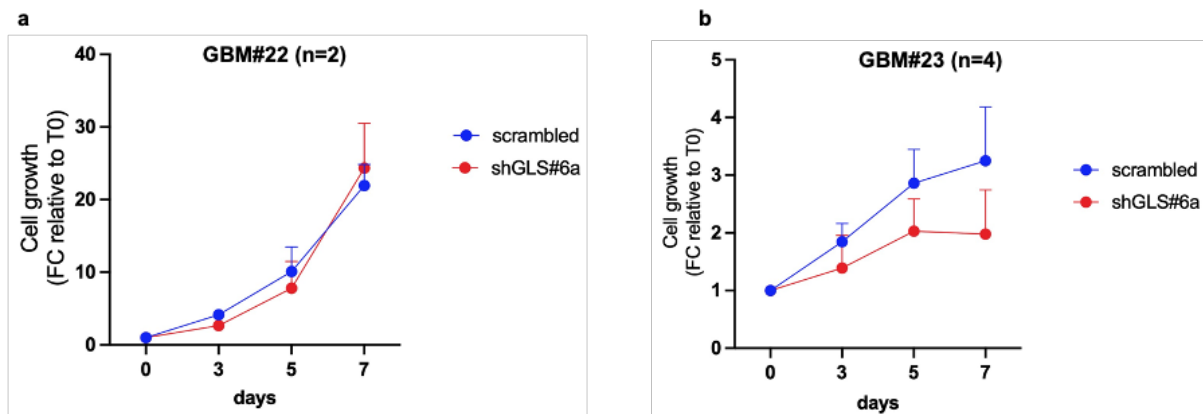 a
GBM#22 (n=2)
Cell growth
(FC relative to T0)
40
30
20
10
0
0 3 5 7
days
scrambled
shGLS#6a
b
GBM#23 (n=4)
Cell growth
(FC relative to T0)
5
4
3
2
1
0
0 3 5 7
days
scrambled
shGLS#6a